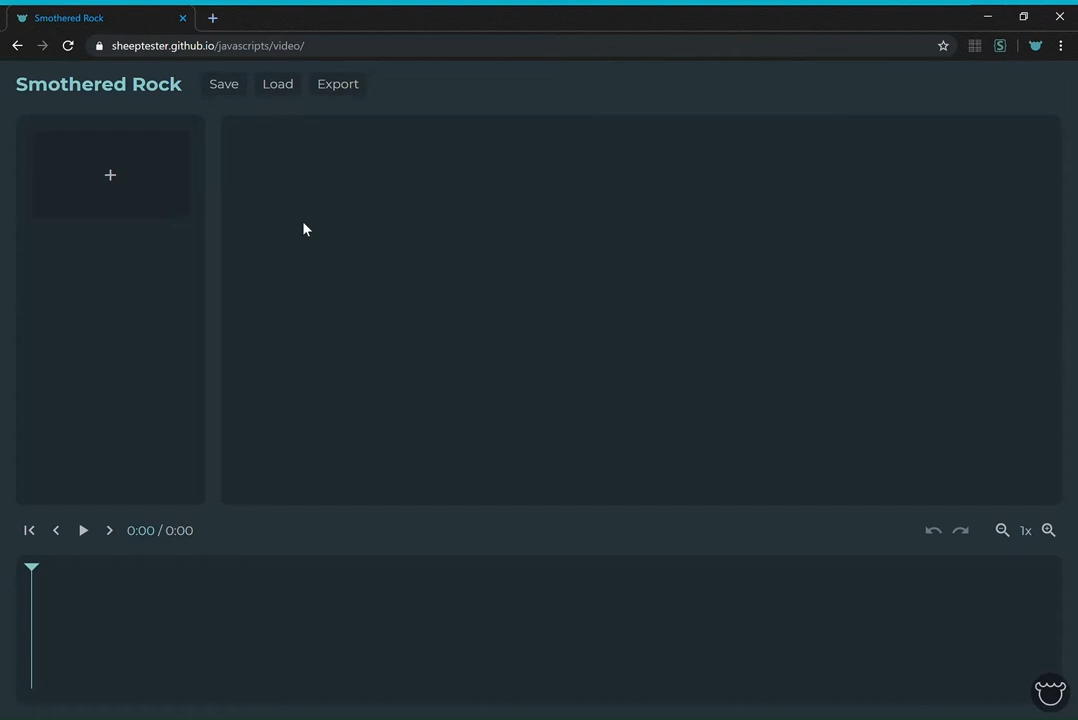 Smothered Rock
sheeptester.github.io/javascripts/video/
Smothered Rock Save Load Export
0:00 / 0:00
1x